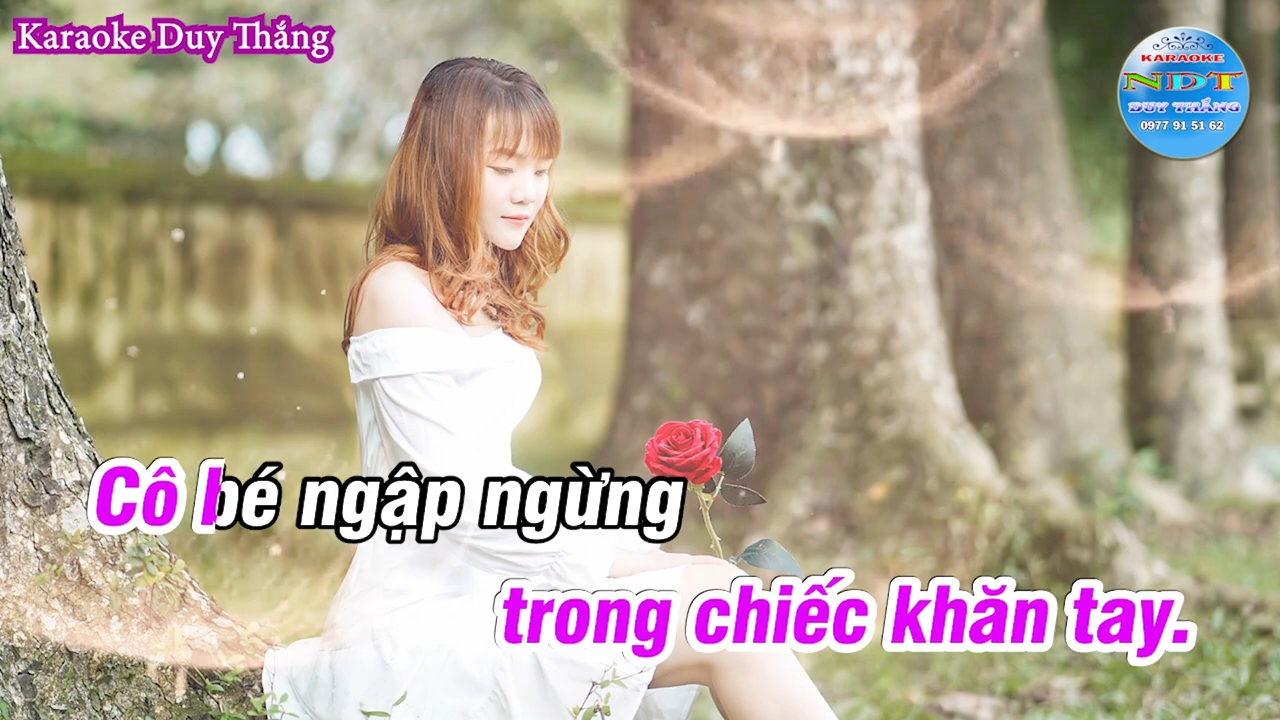 Karaoke Duy Thắng
KARAOKE
NDT
DUY THẮNG
0977 91 51 62
Cô bé ngập ngừng
trong chiếc khăn tay.